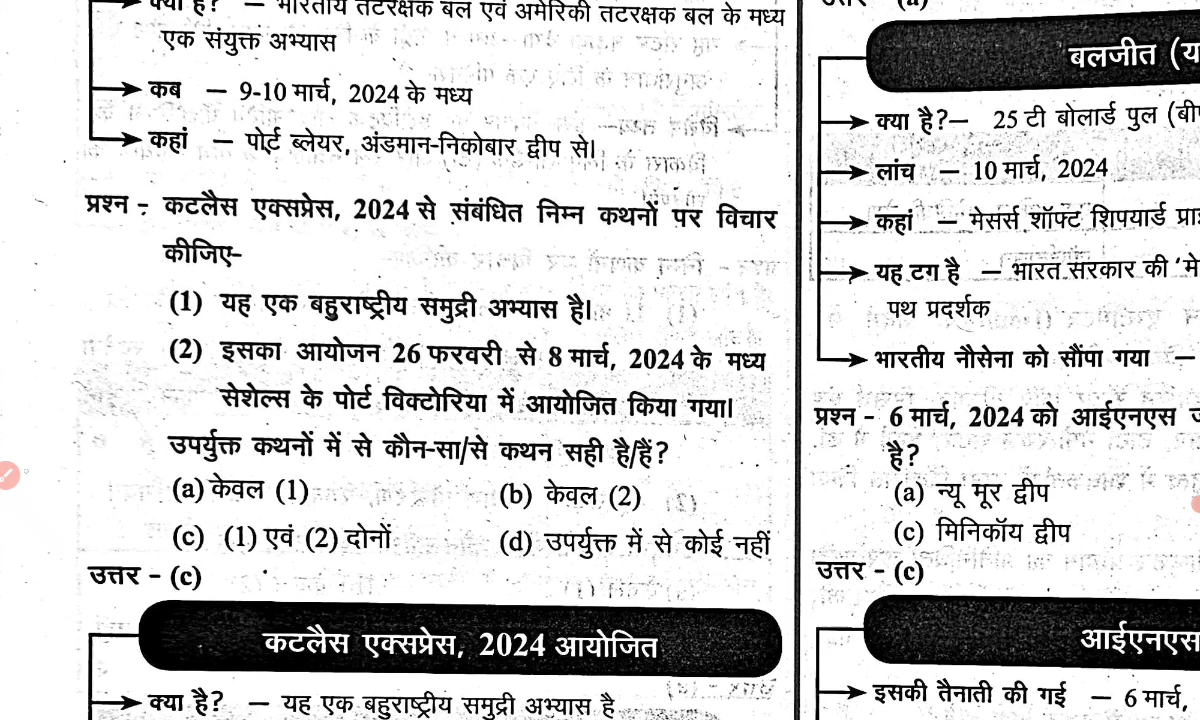 क्या है? — भारतीय तटरक्षक बल एवं अमेरिकी तटरक्षक बल के मध्य
एक संयुक्त अभ्यास
कब — 9-10 मार्च, 2024 के मध्य
कहां — पोर्ट ब्लेयर, अंडमान-निकोबार द्वीप से।
प्रश्न - कटलैस एक्सप्रेस, 2024 से संबंधित निम्न कथनों पर विचार
कीजिए-
(1) यह एक बहुराष्ट्रीय समुद्री अभ्यास है।
(2) इसका आयोजन 26 फरवरी से 8 मार्च, 2024 के मध्य
सेशेल्स के पोर्ट विक्टोरिया में आयोजित किया गया।
उपर्युक्त कथनों में से कौन-सा/से कथन सही है/हैं?
(a) केवल (1) (b) केवल (2)
(c) (1) एवं (2) दोनों (d) उपर्युक्त में से कोई नहीं
उत्तर - (c)
कटलैस एक्सप्रेस, 2024 आयोजित
क्या है? — यह एक बहुराष्ट्रीय समुद्री अभ्यास है
उत्तर - (a)
बलजीत (य
क्या है?— 25 टी बोलार्ड पुल (बी
लांच — 10 मार्च, 2024
कहां — मेसर्स शॉफ्ट शिपयार्ड प्रा
यह टग है — भारत सरकार की 'मे
पथ प्रदर्शक
भारतीय नौसेना को सौंपा गया —
प्रश्न - 6 मार्च, 2024 को आईएनएस
है?
(a) न्यू मूर द्वीप
(c) मिनिकॉय द्वीप
उत्तर - (c)
आईएनएस
इसकी तैनाती की गई — 6 मार्च,